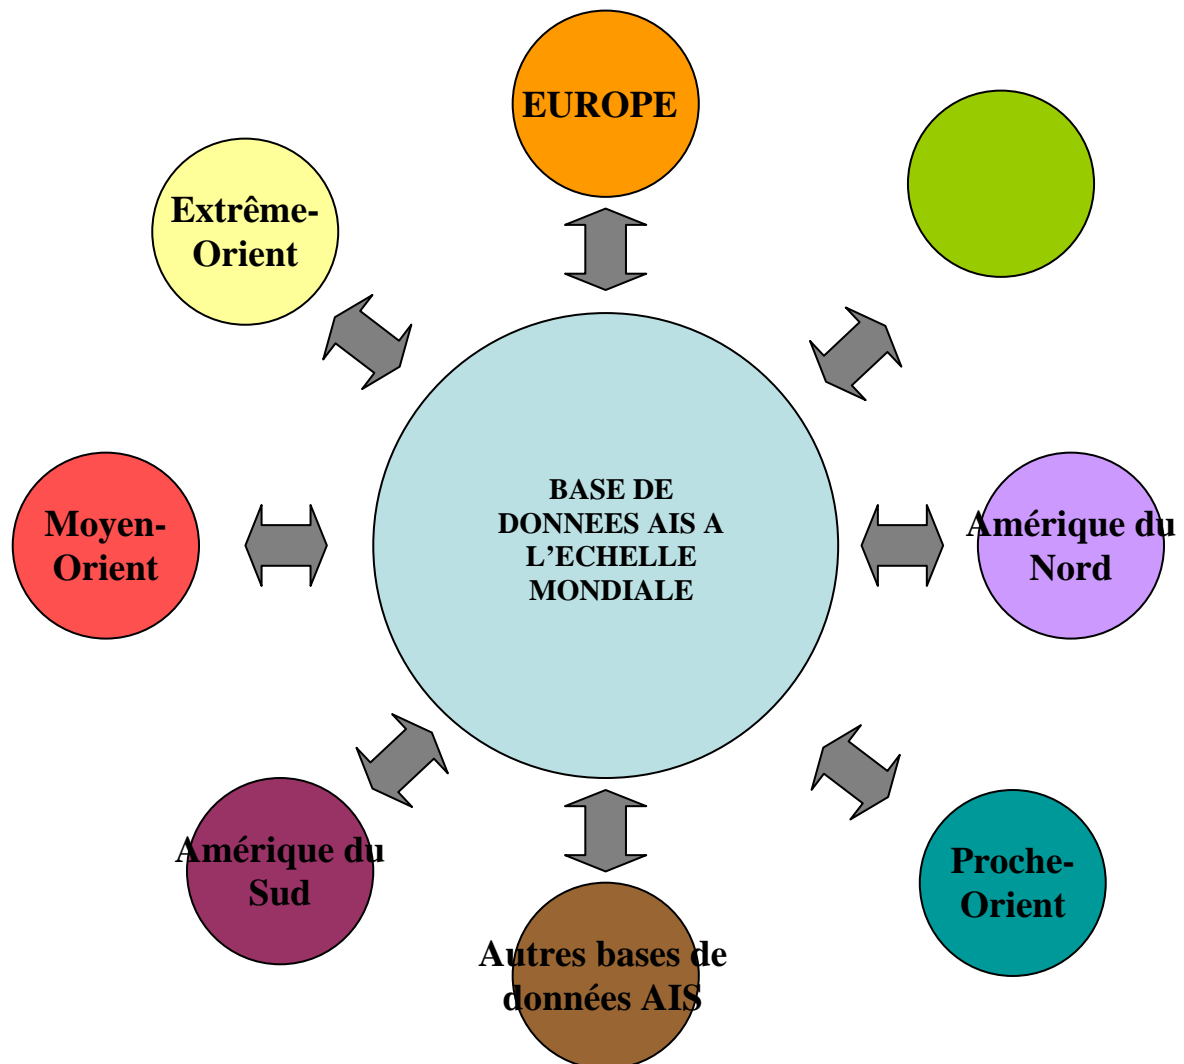 EUROPE
Extrême-
Orient
Moyen-
Orient
BASE DE
DONNEES AIS A
L’ECHELLE
MONDIALE
Amérique du
Nord
Amérique du
Sud
Proche-
Orient
Autres bases de
données AIS